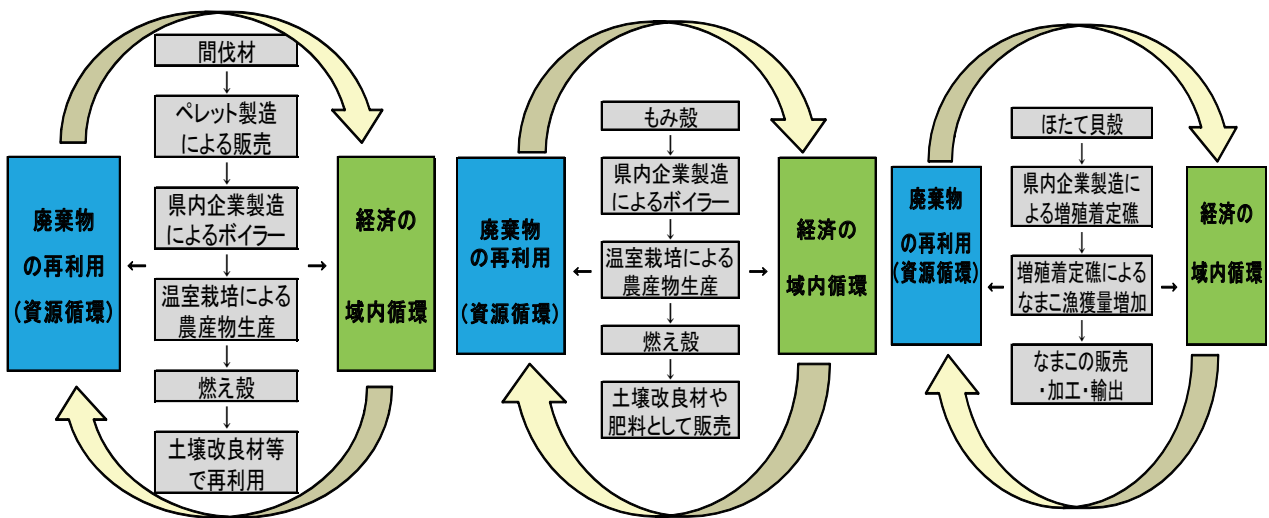 間伐材
↓
ペレット製造
による販売
↓
県内企業製造
によるボイラー
↓
温室栽培による
農産物生産
↓
燃え殻
↓
土壌改良材等
で再利用
廃棄物
の再利用
(資源循環)
←
→
経済の
域内循環
もみ殻
↓
県内企業製造
によるボイラー
↓
温室栽培による
農産物生産
↓
燃え殻
↓
土壌改良材や
肥料として販売
廃棄物
の再利用
(資源循環)
←
→
経済の
域内循環
ほたて貝殻
↓
県内企業製造に
よる増殖着定礁
↓
増殖着定礁による
なまこ漁獲量増加
↓
なまこの販売
・加工・輸出
廃棄物
の再利用
(資源循環)
←
→
経済の
域内循環